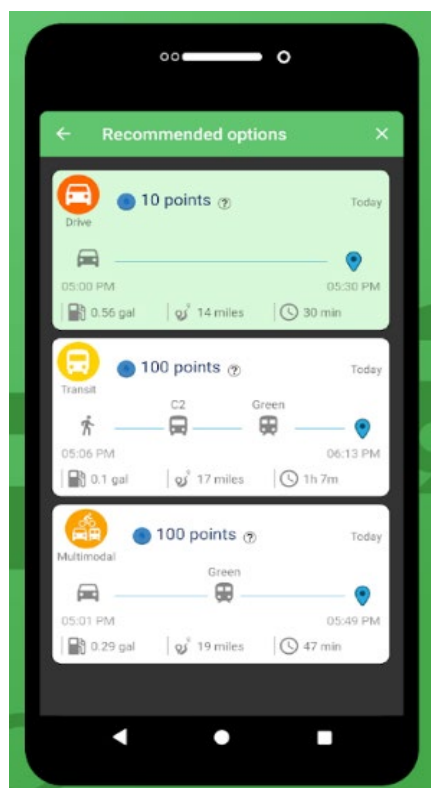 Recommended options
Drive
10 points ?
Today
05:00 PM
05:30 PM
0.56 gal
14 miles
30 min
Transit
100 points ?
Today
C2
Green
05:06 PM
06:13 PM
0.1 gal
17 miles
1h 7m
Multimodal
100 points ?
Today
Green
05:01 PM
05:49 PM
0.29 gal
19 miles
47 min